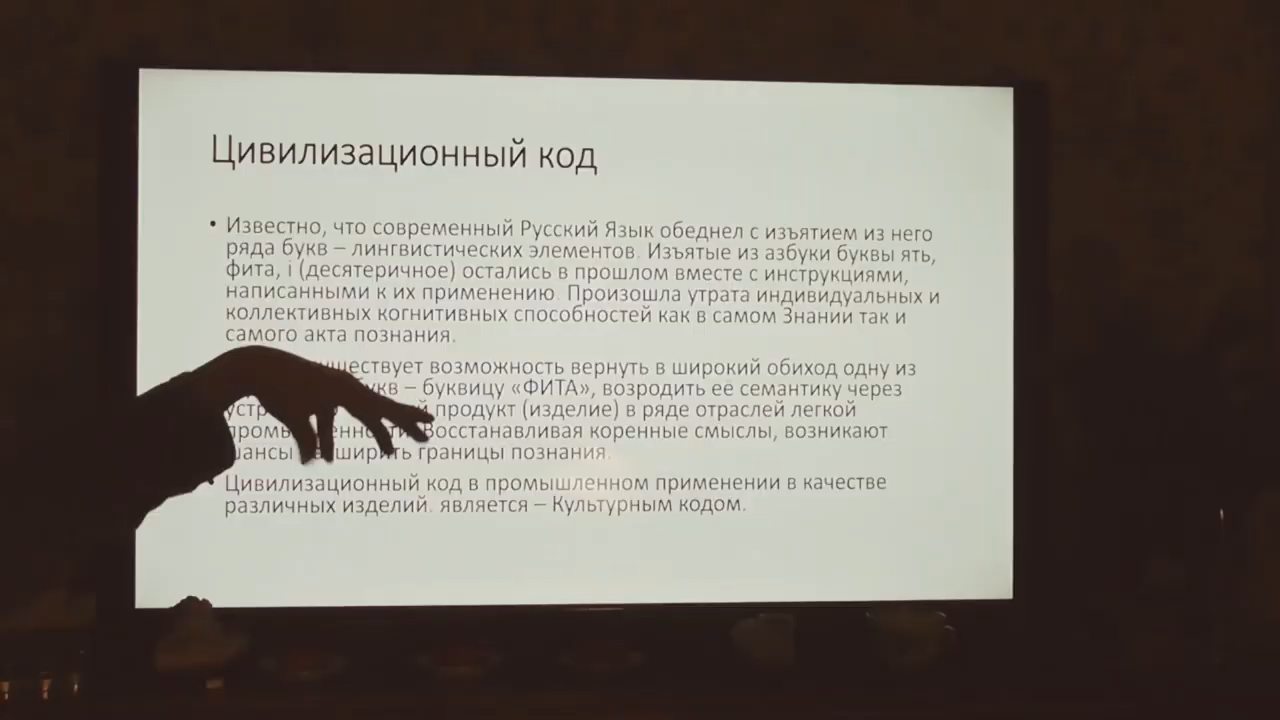 Цивилизационный код
• Известно, что современный Русский Язык обеднел с изъятием из него
ряда букв – лингвистических элементов. Изъятые из азбуки буквы ять,
фита, i (десятеричное) остались в прошлом вместе с инструкциями,
написанными к их применению. Произошла утрата индивидуальных и
коллективных когнитивных способностей как в самом Знании так и
самого акта познания.
возможность вернуть в широкий обиход одну из
– буквицу «ФИТА», возродить её семантику через
продукт (изделие) в ряде отраслей легкой
Восстанавливая коренные смыслы, возникают
границы познания.
Цивилизационный код в промышленном применении в качестве
различных изделий. является – Культурным кодом.